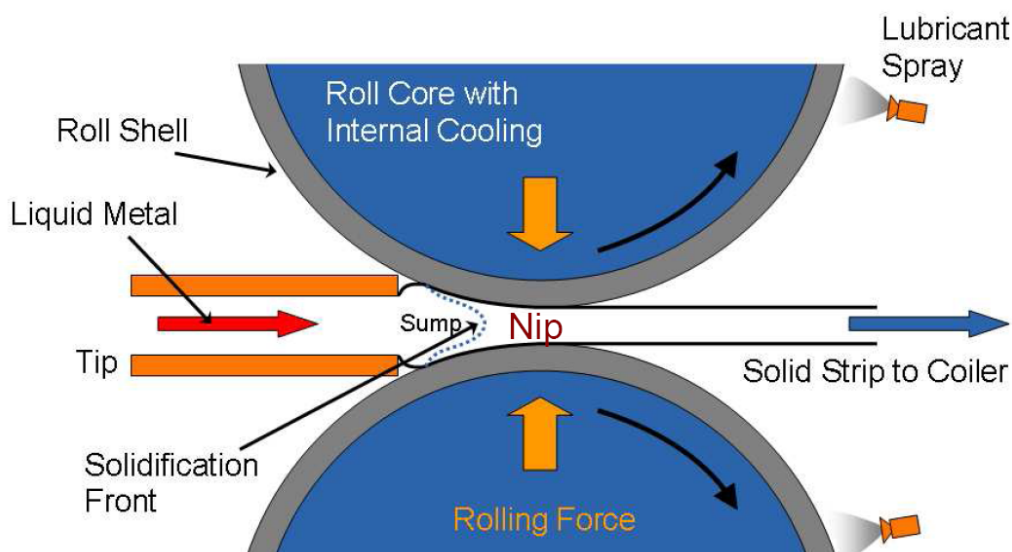 Lubricant
Spray
Roll Core with
Internal Cooling
Roll Shell
Liquid Metal
Sump
Nip
Tip
Solid Strip to Coiler
Solidification
Front
Rolling Force